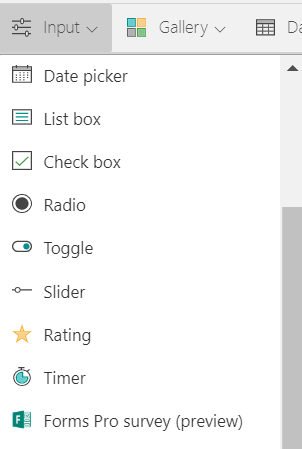 Input Gallery Da
Date picker
List box
Check box
Radio
Toggle
Slider
Rating
Timer
Forms Pro survey (preview)